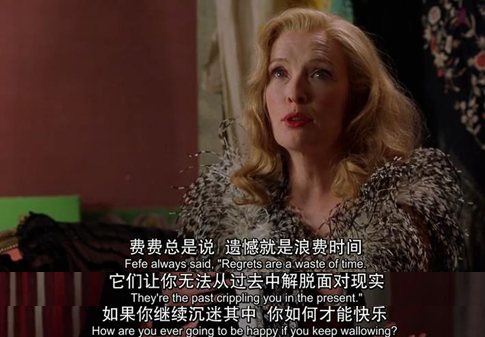 费费总是说 遗憾就是浪费时间
Fefe always said, "Regrets are a waste of time.
它们让你无法从过去中解脱面对现实
They're the past crippling you in the present."
如果你继续沉迷其中 你如何才能快乐
How are you ever going to be happy if you keep wallowing?